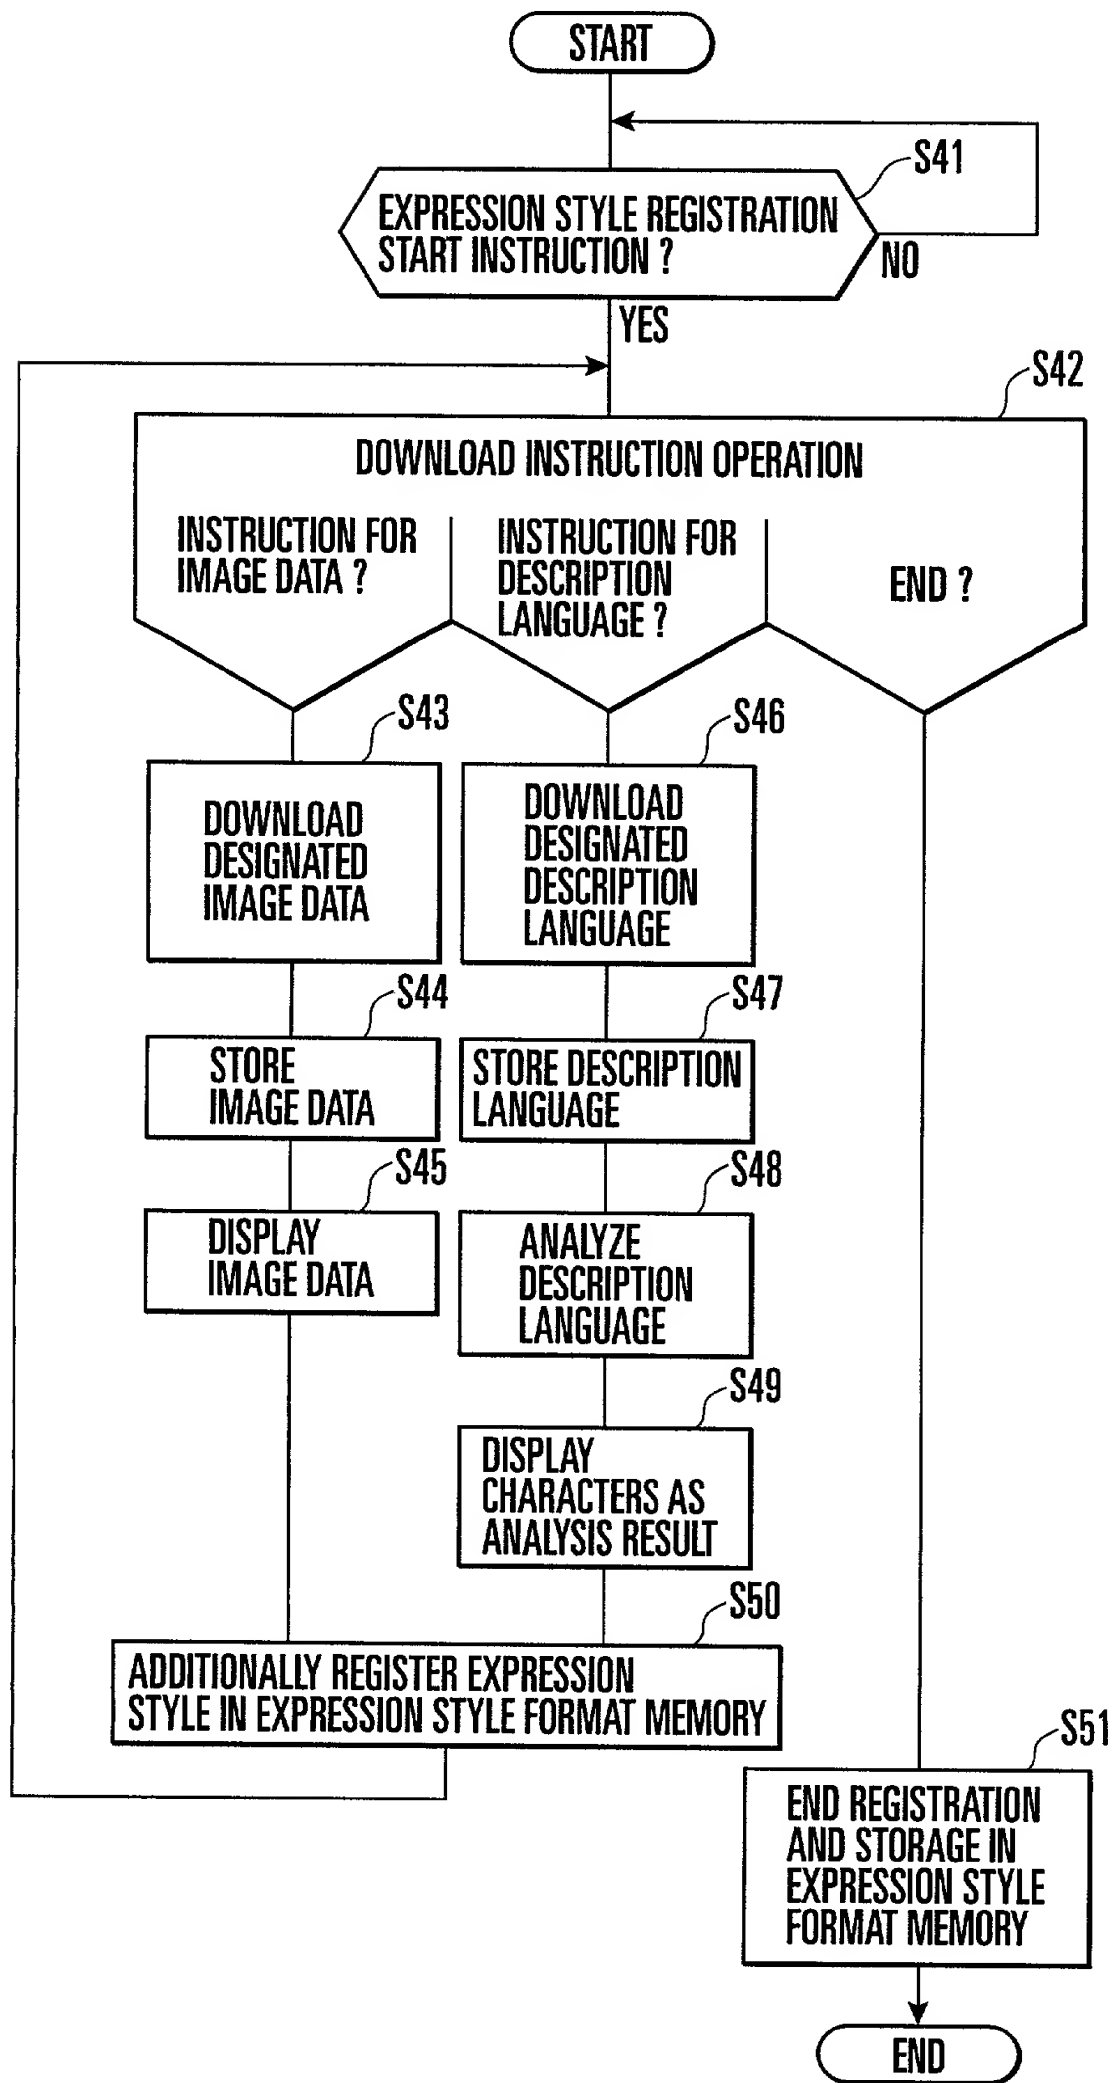 START
S41
EXPRESSION STYLE REGISTRATION
START INSTRUCTION ?
NO
YES
S42
DOWNLOAD INSTRUCTION OPERATION
INSTRUCTION FOR
IMAGE DATA ?
INSTRUCTION FOR
DESCRIPTION
LANGUAGE ?
END ?
S43
DOWNLOAD
DESIGNATED
IMAGE DATA
S44
STORE
IMAGE DATA
S45
DISPLAY
IMAGE DATA
S46
DOWNLOAD
DESIGNATED
DESCRIPTION
LANGUAGE
S47
STORE DESCRIPTION
LANGUAGE
S48
ANALYZE
DESCRIPTION
LANGUAGE
S49
DISPLAY
CHARACTERS AS
ANALYSIS RESULT
S50
ADDITIONALLY REGISTER EXPRESSION
STYLE IN EXPRESSION STYLE FORMAT MEMORY
S51
END REGISTRATION
AND STORAGE IN
EXPRESSION STYLE
FORMAT MEMORY
END